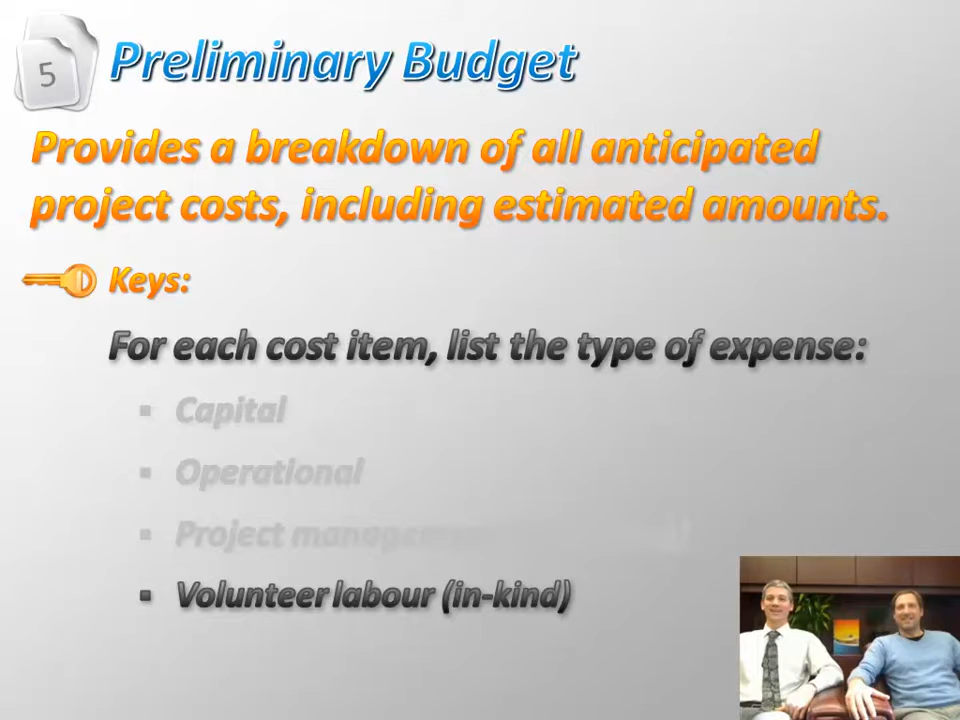 5
Preliminary Budget
Provides a breakdown of all anticipated
project costs, including estimated amounts.
Keys:
For each cost item, list the type of expense:
▪ Capital
▪ Operational
▪ Project management
▪ Volunteer labour (in-kind)